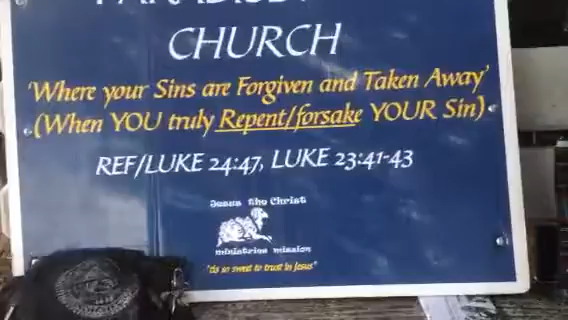 CHURCH
'Where your Sins are Forgiven and Taken Away'
(When YOU truly Repent/forsake YOUR Sin)
REF/LUKE 24:47, LUKE 23:41-43
Jesus the Christ
ministries mission
"tis so sweet to trust in Jesus"